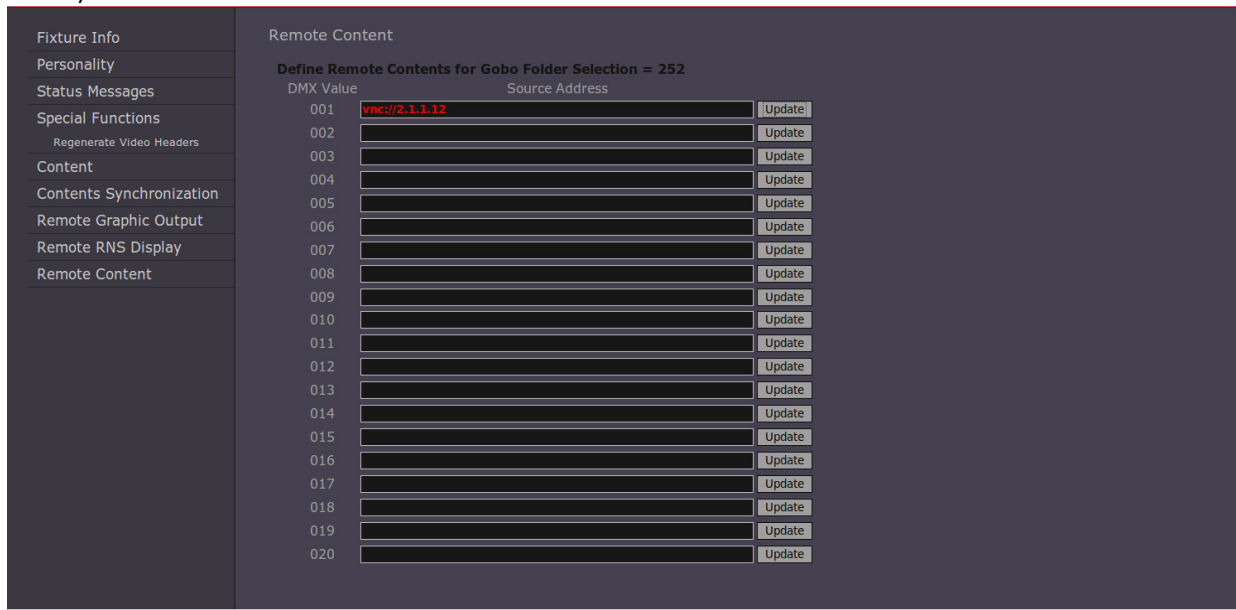 Fixture Info
Personality
Status Messages
Special Functions
Regenerate Video Headers
Content
Contents Synchronization
Remote Graphic Output
Remote RNS Display
Remote Content
Remote Content
Define Remote Contents for Gobo Folder Selection = 252
DMX Value Source Address
001 vnc://2.1.1.12 Update
002 Update
003 Update
004 Update
005 Update
006 Update
007 Update
008 Update
009 Update
010 Update
011 Update
012 Update
013 Update
014 Update
015 Update
016 Update
017 Update
018 Update
019 Update
020 Update